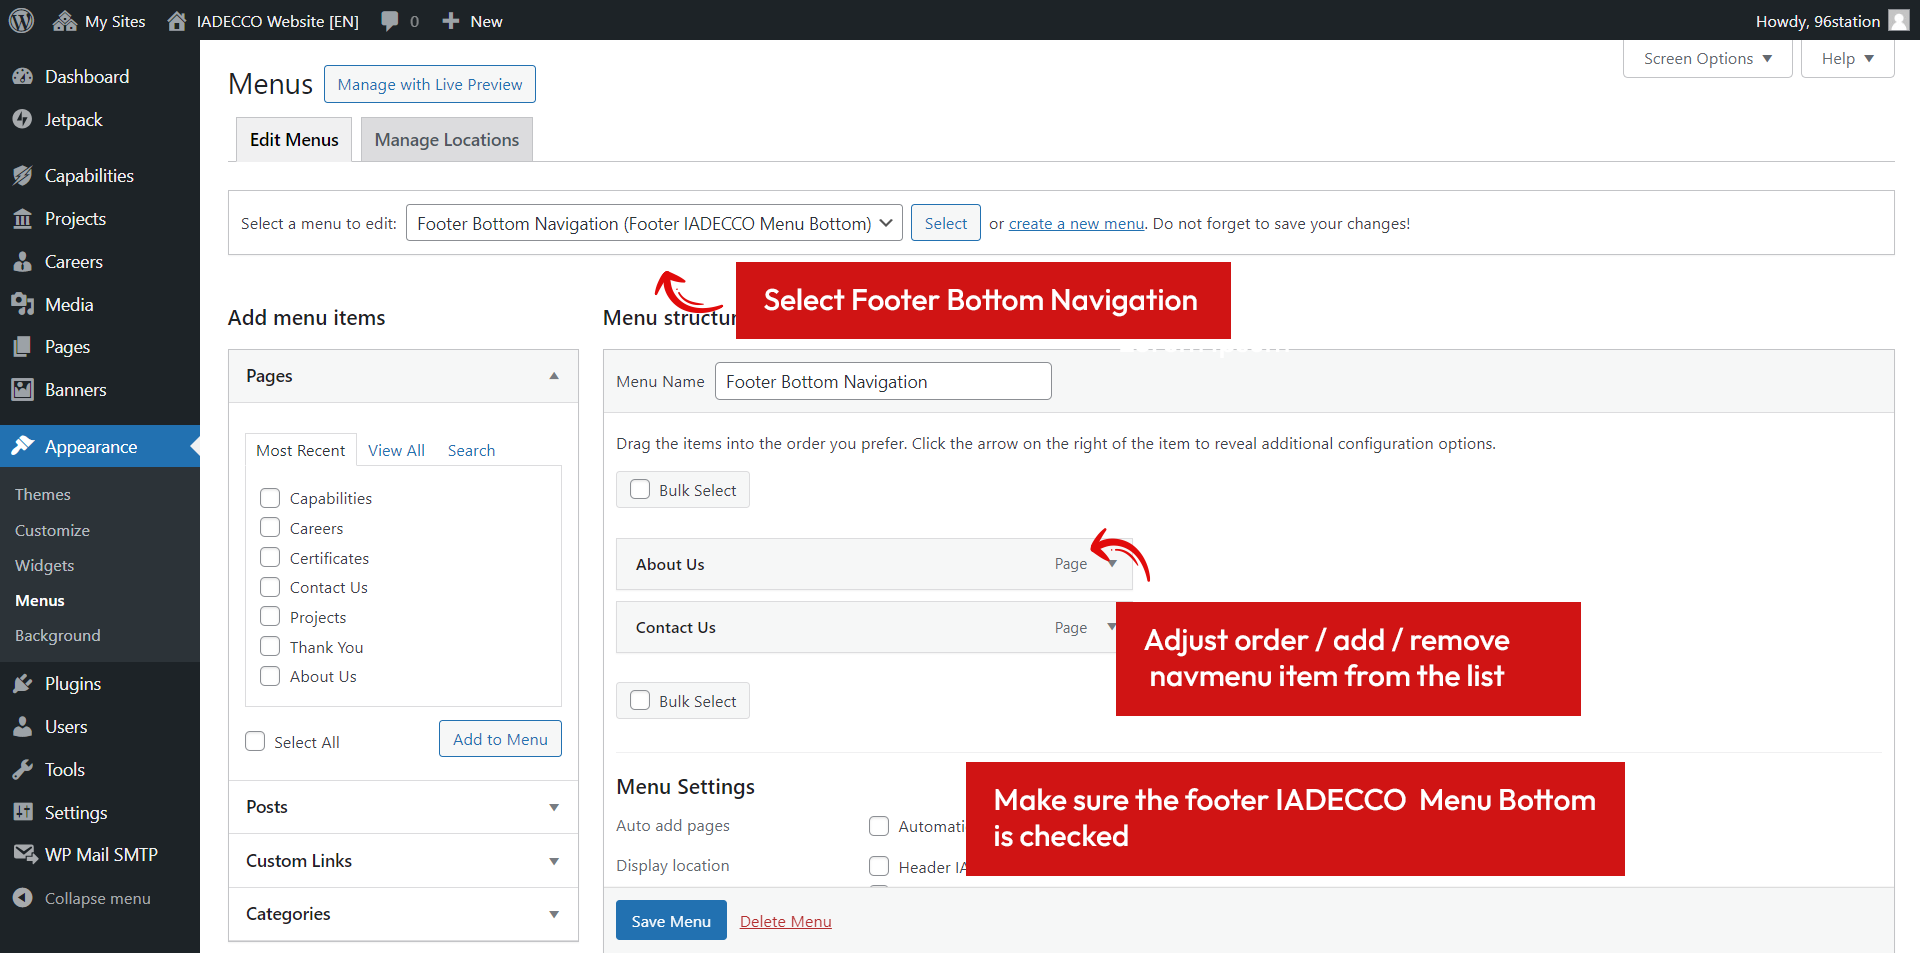 My Sites
IADECCO Website [EN]
0
New
Howdy, 96station
Dashboard
Jetpack
Capabilities
Projects
Careers
Media
Pages
Banners
Appearance
Themes
Customize
Widgets
Menus
Background
Plugins
Users
Tools
Settings
WP Mail SMTP
Collapse menu
Screen Options
Help
Menus
Manage with Live Preview
Edit Menus
Manage Locations
Select a menu to edit: Footer Bottom Navigation (Footer IADECCO Menu Bottom) Select or create a new menu. Do not forget to save your changes!
Select Footer Bottom Navigation
Add menu items
Pages
Most Recent View All Search
Capabilities
Careers
Certificates
Contact Us
Projects
Thank You
About Us
Select All
Add to Menu
Posts
Custom Links
Categories
Menu
Menu Name Footer Bottom Navigation
Drag the items into the order you prefer. Click the arrow on the right of the item to reveal additional configuration options.
Bulk Select
About Us Page
Contact Us Page
Adjust order / add / remove
navmenu item from the list
Bulk Select
Menu Settings
Make sure the footer IADECCO Menu Bottom
is checked
Auto add pages
Display location
Header
Save Menu
Delete Menu